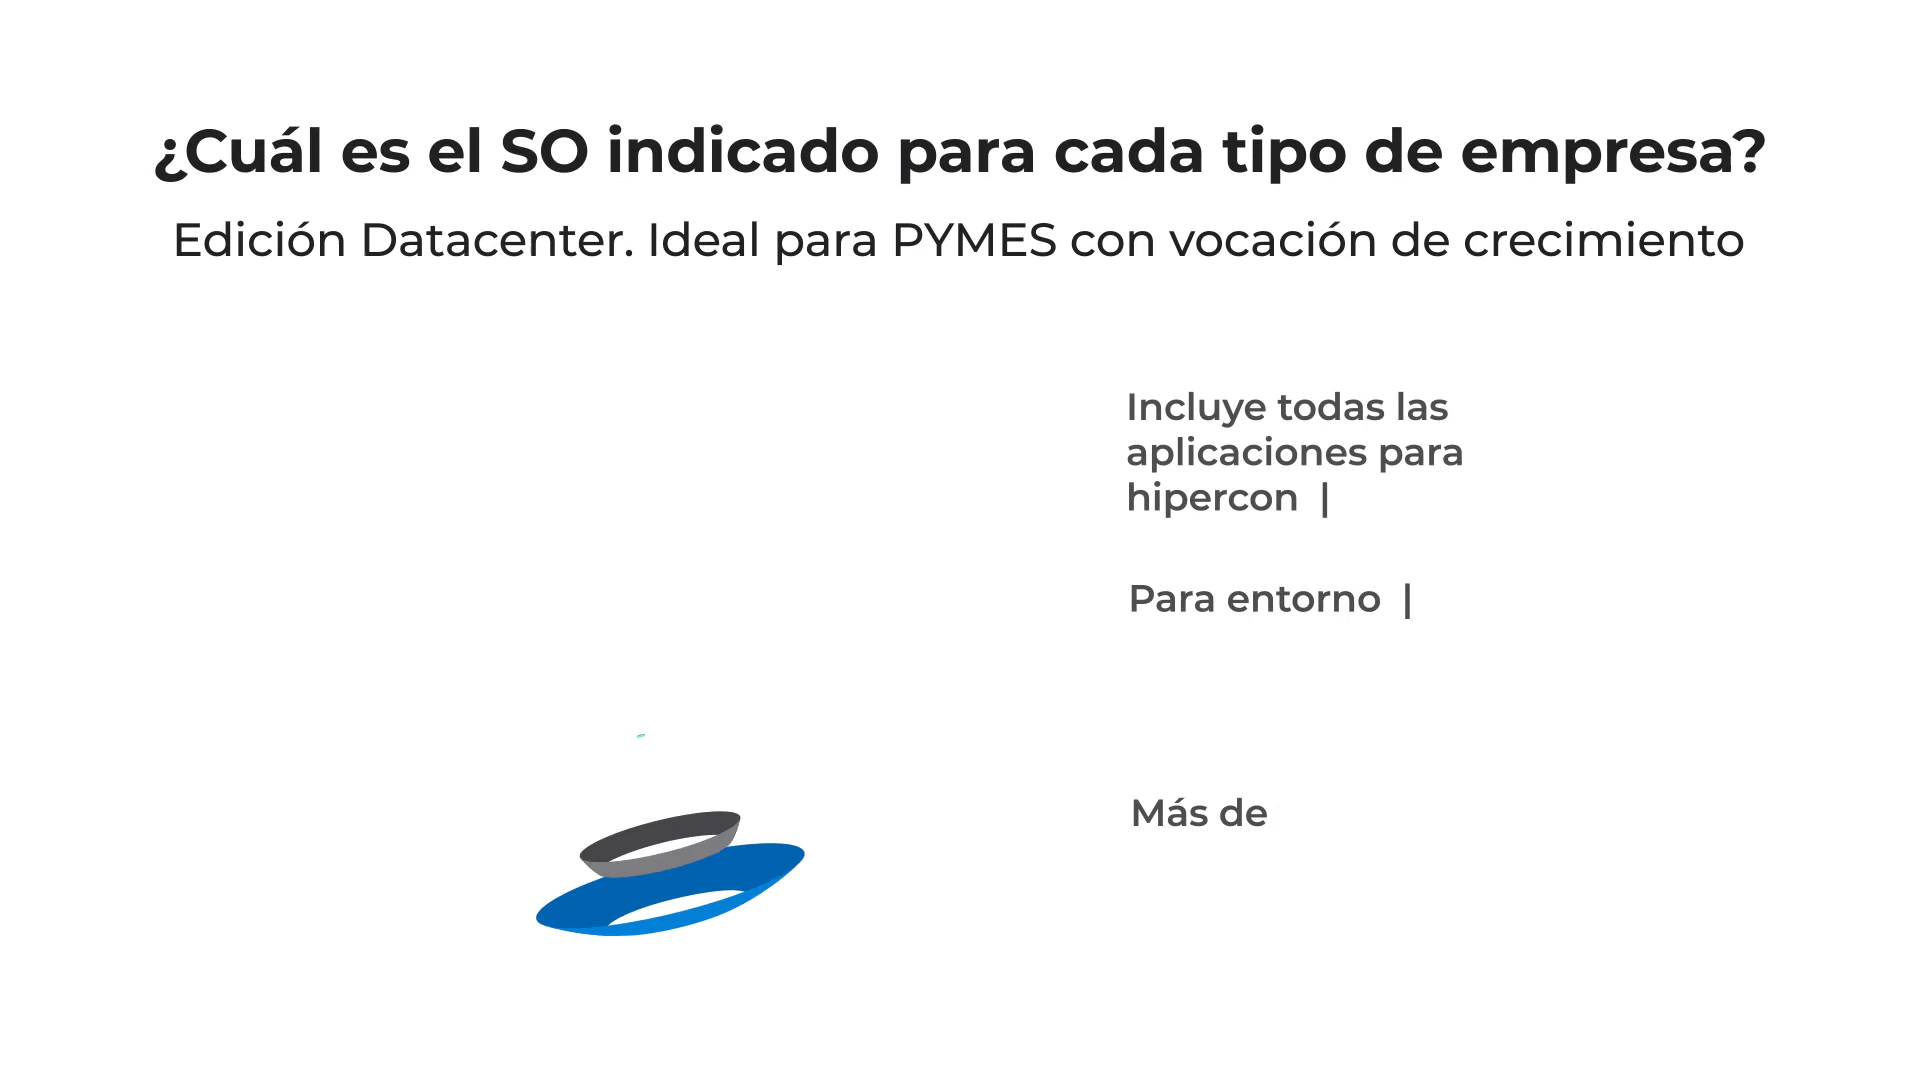 ¿Cuál es el SO indicado para cada tipo de empresa?
Edición Datacenter. Ideal para PYMES con vocación de crecimiento
Incluye todas las
aplicaciones para
hipercon |
Para entorno |
Más de